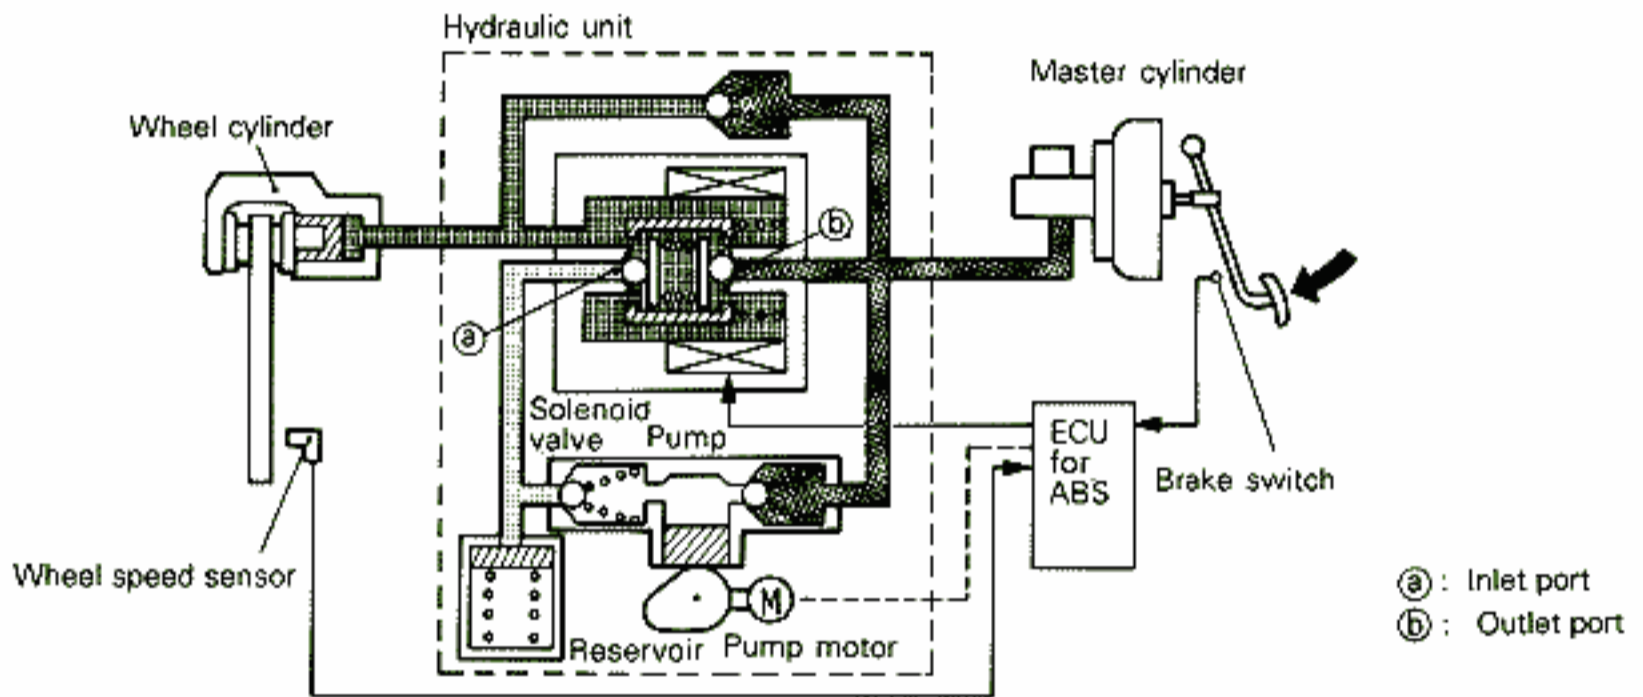 Hydraulic unit
Master cylinder
Wheel cylinder
b
a
Solenoid
valve
Pump
ECU
for
ABS
Brake switch
Wheel speed sensor
M
Reservoir
Pump motor
a : Inlet port
b : Outlet port